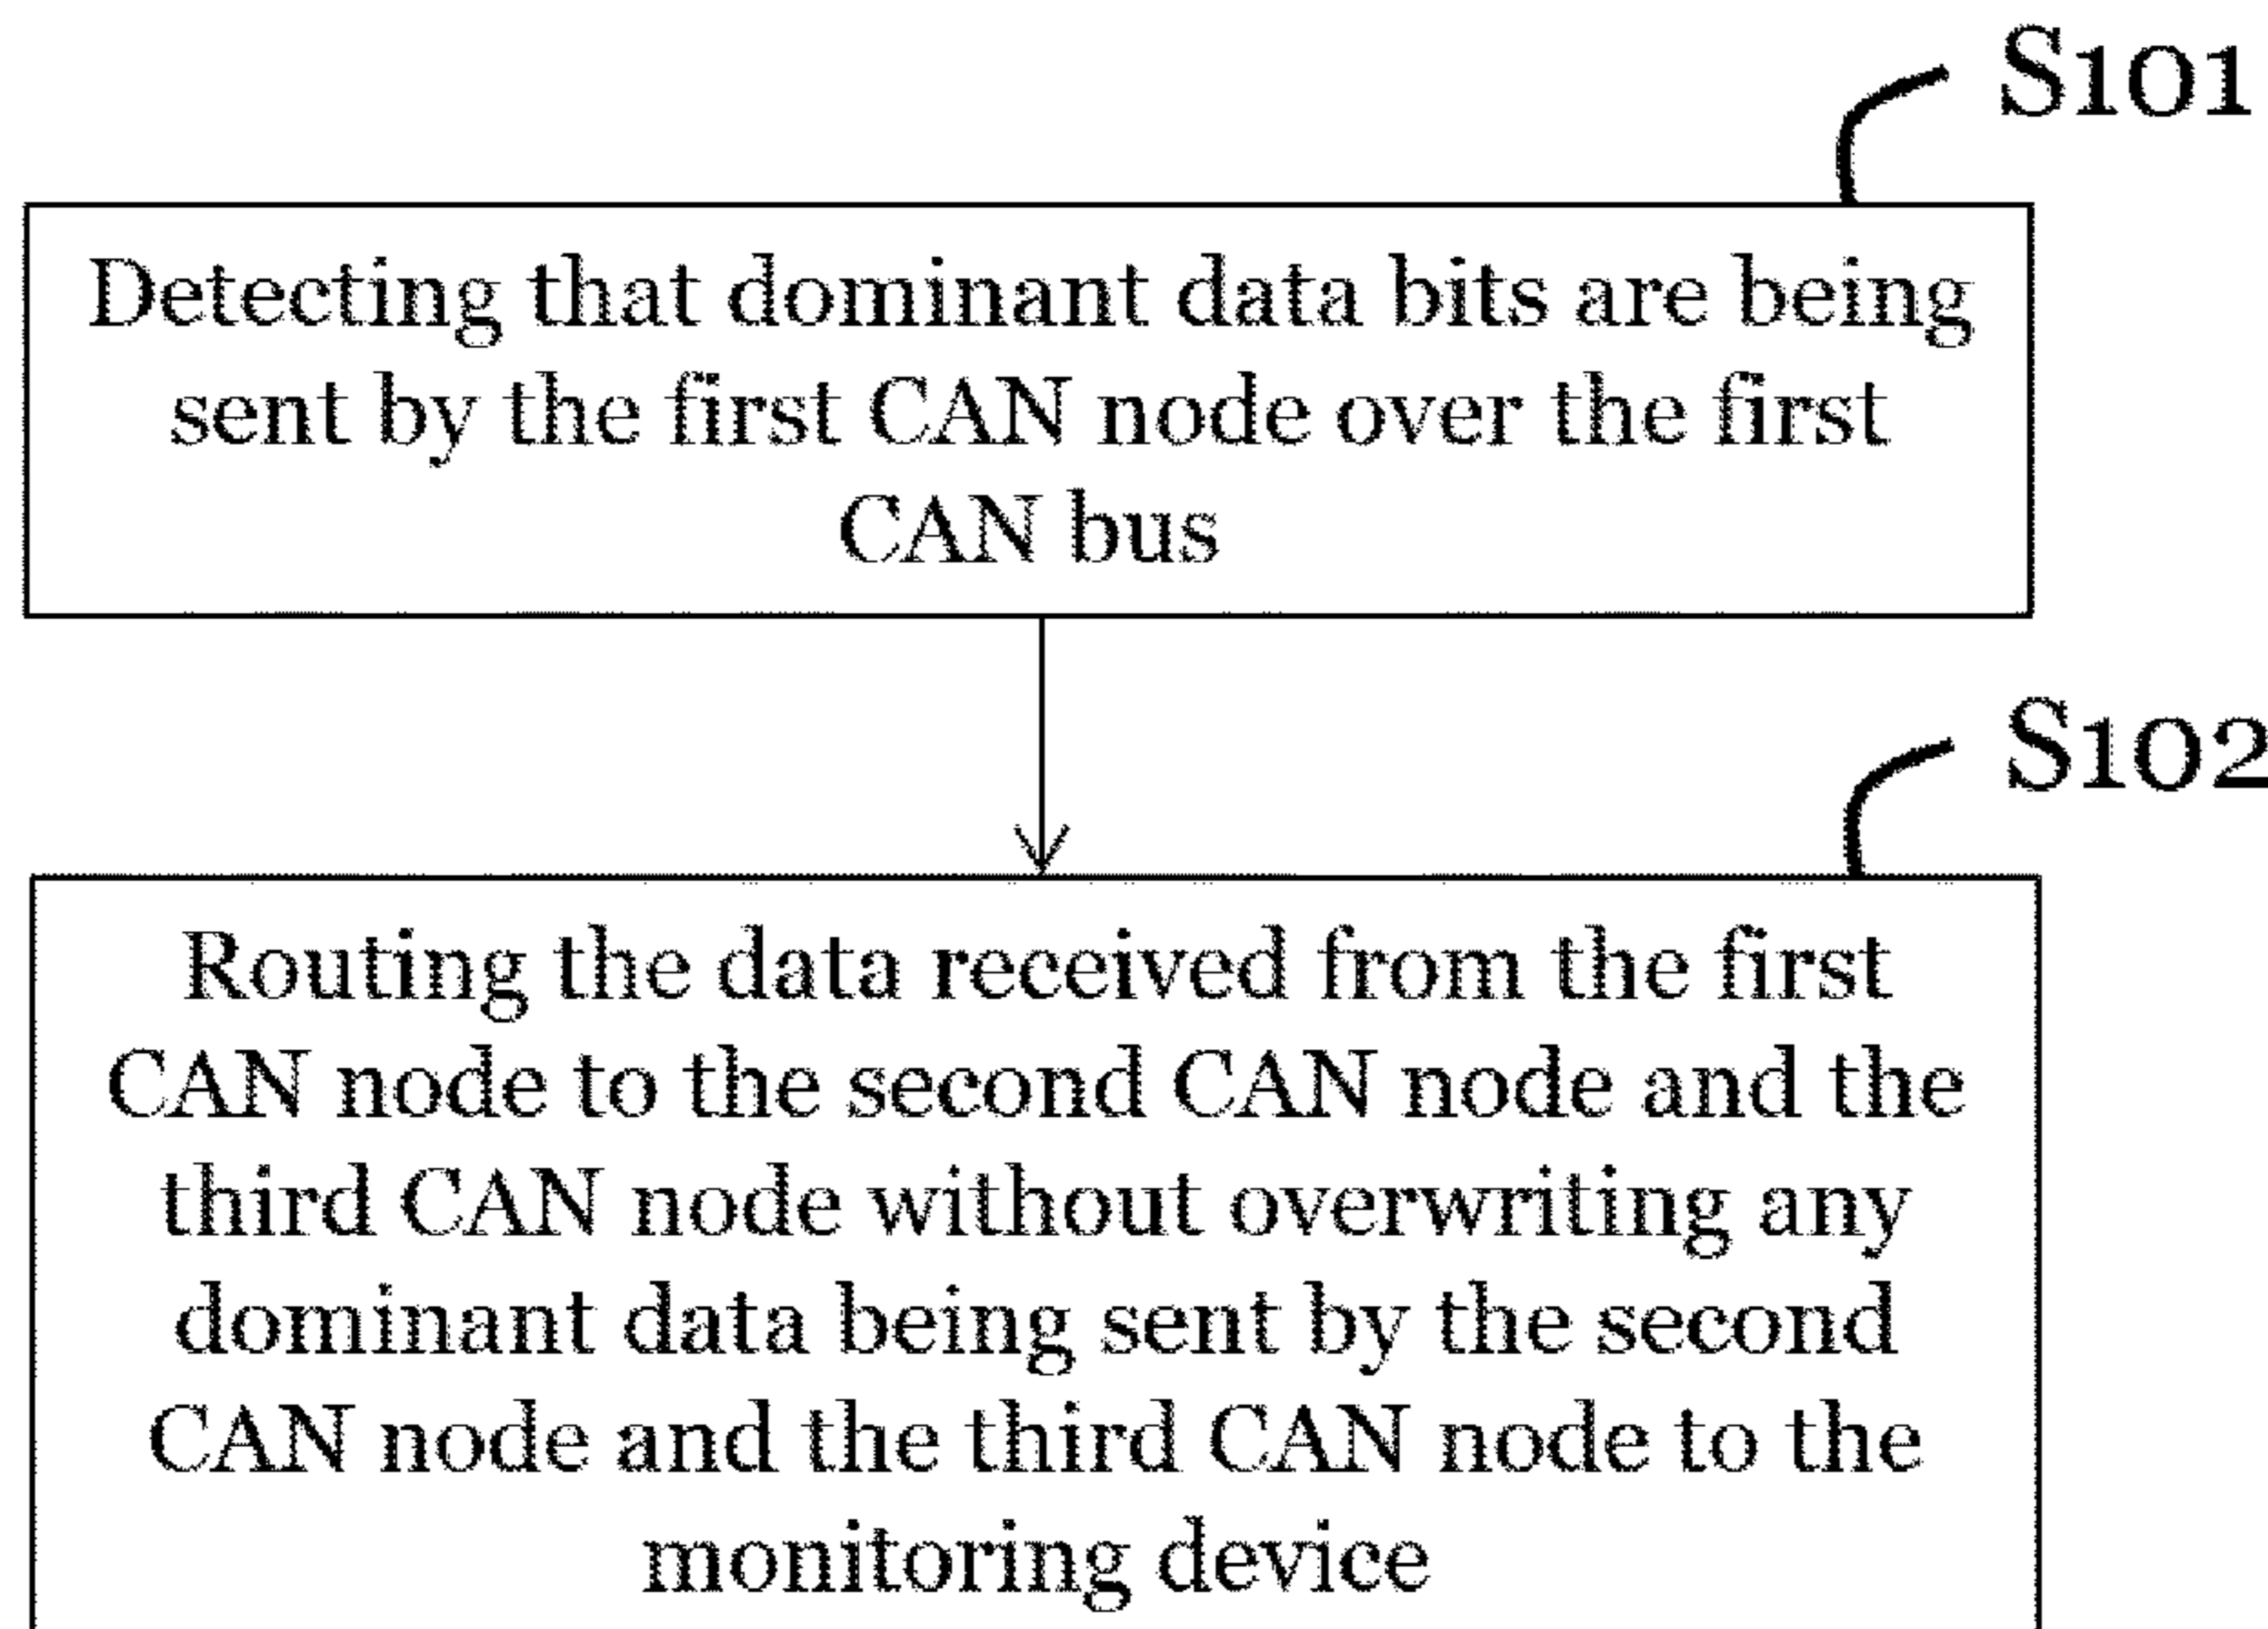 S101
Detecting that dominant data bits are being
sent by the first CAN node over the first
CAN bus
S102
Routing the data received from the first
CAN node to the second CAN node and the
third CAN node without overwriting any
dominant data being sent by the second
CAN node and the third CAN node to the
monitoring device